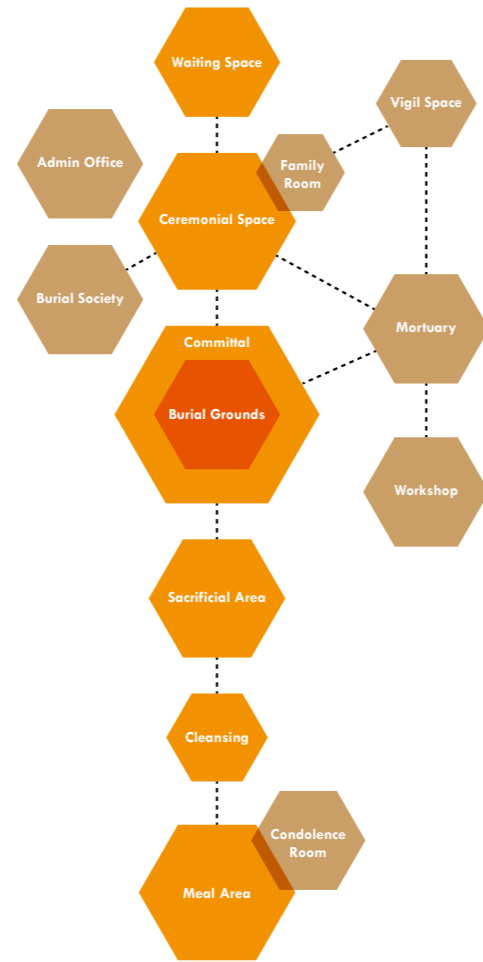 Waiting Space
Vigil Space
Admin Office
Family
Room
Ceremonial Space
Burial Society
Mortuary
Committal
Burial Grounds
Workshop
Sacrificial Area
Cleansing
Condolence
Room
Meal Area